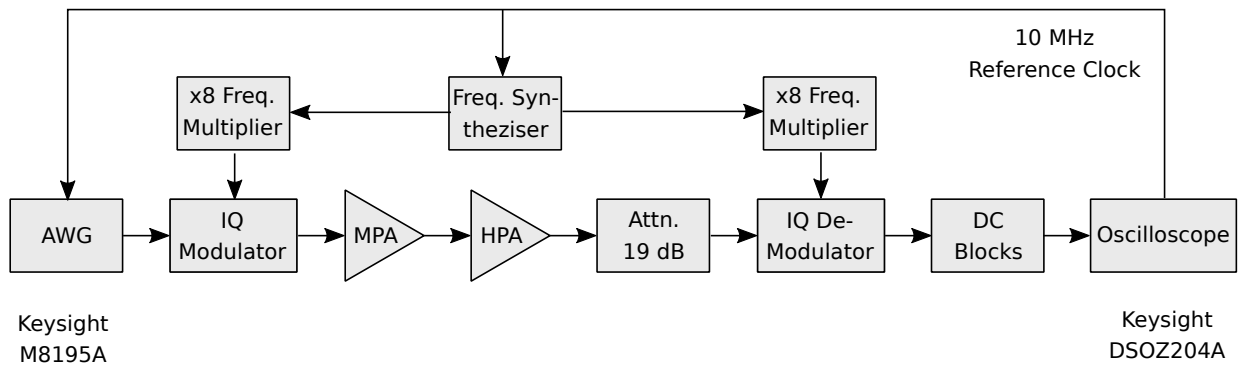 10 MHz
Reference Clock
x8 Freq.
Multiplier
Freq. Syn-
theziser
x8 Freq.
Multiplier
AWG
IQ
Modulator
MPA
HPA
Attn.
19 dB
IQ De-
Modulator
DC
Blocks
Oscilloscope
Keysight
M8195A
Keysight
DSOZ204A